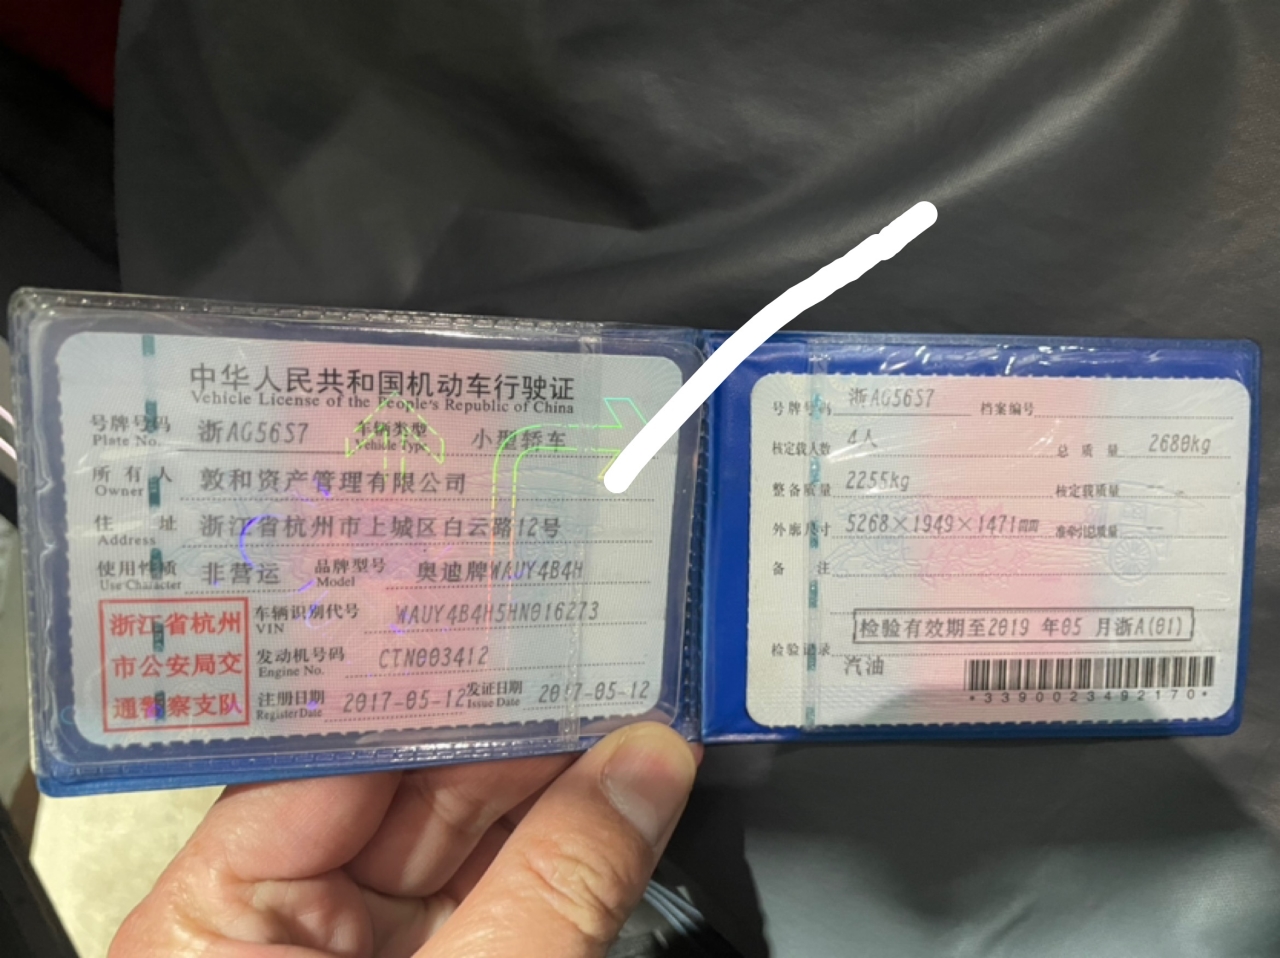 中华人民共和国机动车行驶证
Vehicle License of the People's Republic of China
号牌号码 浙AG56S7 车辆类型 小型轿车
Plate No. Vehicle Type
所有人 敦和资产管理有限公司
Owner
住址 浙江省杭州市上城区白云路12号
Address
使用性质 非营运 品牌型号 奥迪牌WAUY4B4H
Use Character Model
浙江省杭州
市公安局交
通警察支队
车辆识别代号 WAUY4B4H5HN016273
VIN
发动机号码 CTN003412
Engine No.
注册日期 2017-05-12 发证日期 2017-05-12
Register Date Issue Date
号牌号码 浙AG56S7 档案编号
核定载人数 4人 总质量 2680kg
整备质量 2255kg 核定载质量 --
外廓尺寸 5268×1949×1471mm 准牵引总质量 --
备注
检验有效期至2019 年05 月浙A(01)
检验记录
汽油
*3390023492170*